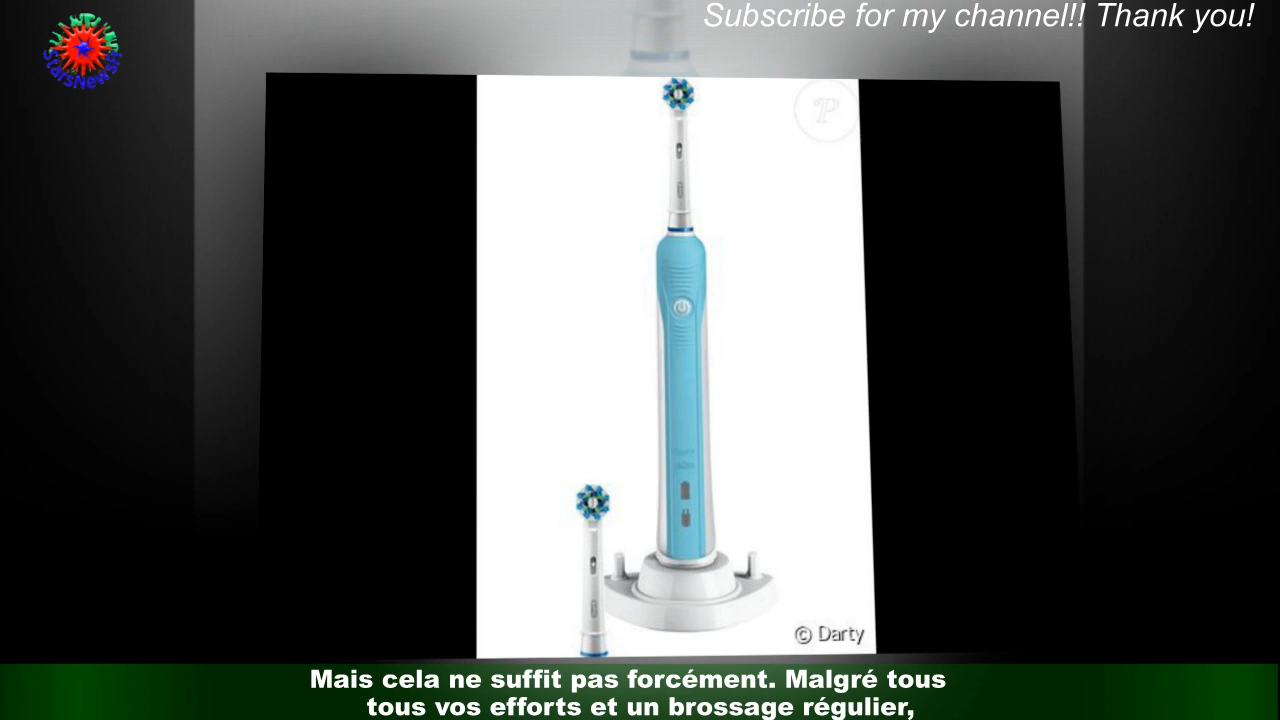 Subscribe for my channel!! Thank you!
StarsNewsFr
P
© Darty
Mais cela ne suffit pas forcément. Malgré tous
tous vos efforts et un brossage régulier,